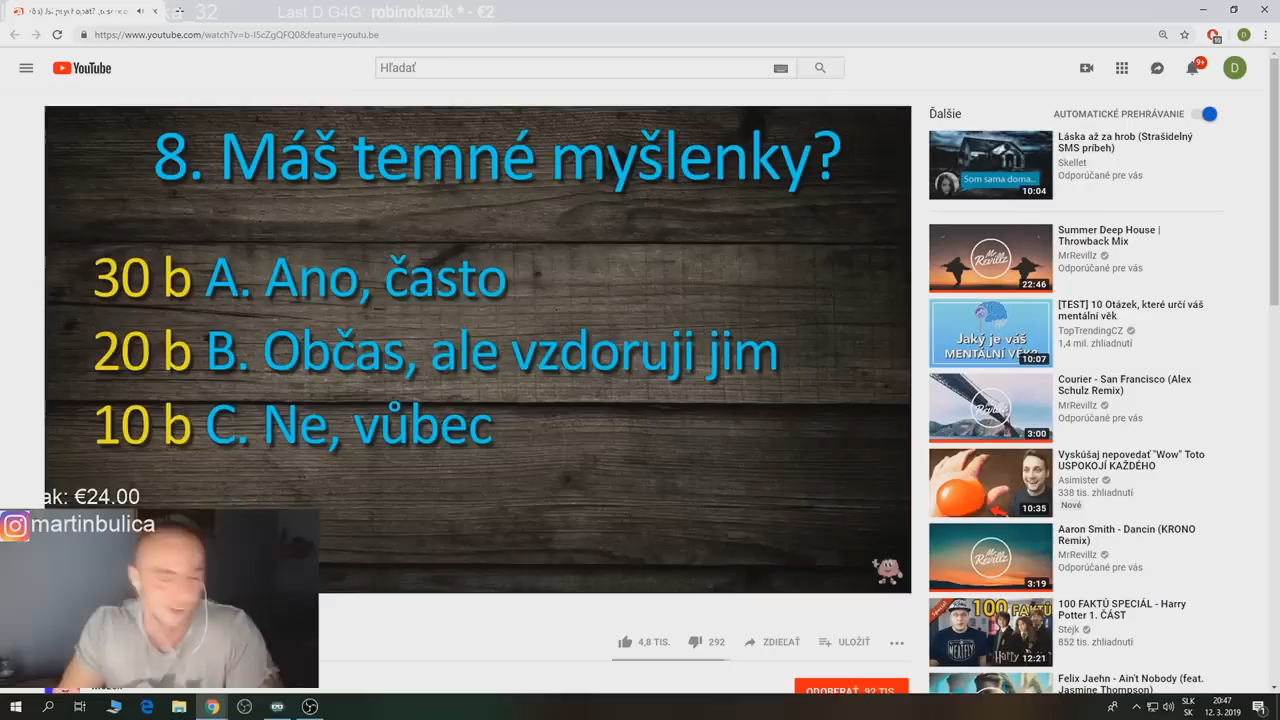 Last D G4G: robinokazik * - €2
https://www.youtube.com/watch?v=b-I5cZgQFQ0&feature=youtu.be
YouTube
Hľadať
9+
D
8. Máš temné myšlenky?
30 b A. Ano, často
20 b B. Občas, ale vzdoruji jim
10 b C. Ne, vůbec
ak: €24.00
martinbulica
4,8 TIS.
292
ZDIEĽAŤ
ULOŽIŤ
ODOBERAŤ 92 TIS.
Ďalšie
AUTOMATICKÉ PREHRÁVANIE
Som sama doma...
10:04
Láska až za hrob (Strašidelný
SMS príbeh)
Skellet
Odporúčané pre vás
22:46
Summer Deep House |
Throwback Mix
MrRevillz
Odporúčané pre vás
Jaký je váš
MENTÁLNÍ VĚK?
10:07
[TEST] 10 Otázek, které určí váš
mentální věk
TopTrendingCZ
1,4 mil. zhliadnutí
3:00
Courier - San Francisco (Alex
Schulz Remix)
MrRevillz
Odporúčané pre vás
10:35
Vyskúšaj nepovedať "Wow" Toto
USPOKOJÍ KAŽDÉHO
Asimister
338 tis. zhliadnutí
Nové
3:19
Aaron Smith - Dancin (KRONO
Remix)
MrRevillz
Odporúčané pre vás
100 FAKTŮ
12:21
100 FAKTŮ SPECIÁL - Harry
Potter 1. ČÁST
Stejk
852 tis. zhliadnutí
Felix Jaehn - Ain't Nobody (feat.
Jasmine Thompson)
SLK
SK
20:47
12. 3. 2019